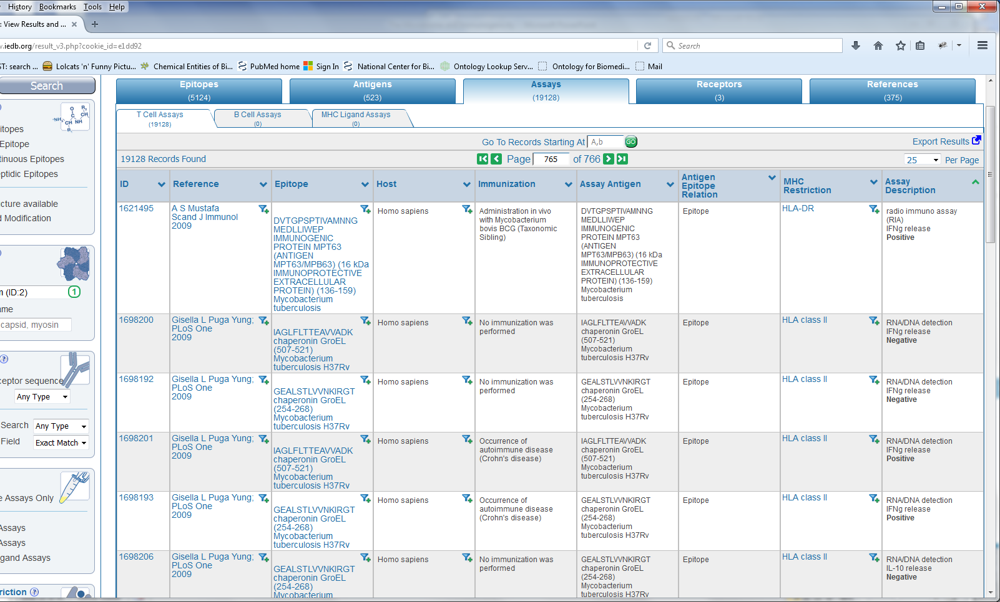 History Bookmarks Tools Help
: View Results and ... × +
.iedb.org/result_v3.php?cookie_id=e1dd92
Search
ST: search ... Lolcats 'n' Funny Pictu... Chemical Entities of Bi... PubMed home Sign In National Center for Bi... Ontology Lookup Serv... Ontology for Biomedi... Mail
Search
itopes
Epitope
tinuous Epitopes
eptidic Epitopes
cture available
d Modification
m (ID:2) 1
ame
capsid, myosin
ceptor sequence
Any Type
Search Any Type
Field Exact Match
e Assays Only
Assays
Assays
gand Assays
riction
Epitopes
(5124)
Antigens
(523)
Assays
(19128)
Receptors
(3)
References
(375)
T Cell Assays
(19128)
B Cell Assays
(0)
MHC Ligand Assays
(0)
Go To Records Starting At A,b GO
Export Results
19128 Records Found
Page 765 of 766
25 Per Page
ID
Reference
Epitope
Host
Immunization
Assay Antigen
Antigen
Epitope
Relation
MHC
Restriction
Assay
Description
1621495
A S Mustafa
Scand J Immunol
2009
DVTGPSPTIVAMNNG
MEDLLIWEP
IMMUNOGENIC
PROTEIN MPT63
(ANTIGEN
MPT63/MPB63) (16 kDa
IMMUNOPROTECTIVE
EXTRACELLULAR
PROTEIN) (136-159)
Mycobacterium
tuberculosis
Homo sapiens
Administration in vivo
with Mycobacterium
bovis BCG (Taxonomic
Sibling)
DVTGPSPTIVAMNNG
MEDLLIWEP
IMMUNOGENIC
PROTEIN MPT63
(ANTIGEN
MPT63/MPB63) (16 kDa
IMMUNOPROTECTIVE
EXTRACELLULAR
PROTEIN) (136-159)
Mycobacterium
tuberculosis
Epitope
HLA-DR
radio immuno assay
(RIA)
IFNg release
Positive
1698200
Gisella L Puga Yung;
PLoS One
2009
IAGLFLTTEAVVADK
chaperonin GroEL
(507-521)
Mycobacterium
tuberculosis H37Rv
Homo sapiens
No immunization was
performed
IAGLFLTTEAVVADK
chaperonin GroEL
(507-521)
Mycobacterium
tuberculosis H37Rv
Epitope
HLA class II
RNA/DNA detection
IFNg release
Negative
1698192
Gisella L Puga Yung;
PLoS One
2009
GEALSTLVVNKIRGT
chaperonin GroEL
(254-268)
Mycobacterium
tuberculosis H37Rv
Homo sapiens
No immunization was
performed
GEALSTLVVNKIRGT
chaperonin GroEL
(254-268)
Mycobacterium
tuberculosis H37Rv
Epitope
HLA class II
RNA/DNA detection
IFNg release
Negative
1698201
Gisella L Puga Yung;
PLoS One
2009
IAGLFLTTEAVVADK
chaperonin GroEL
(507-521)
Mycobacterium
tuberculosis H37Rv
Homo sapiens
Occurrence of
autoimmune disease
(Crohn's disease)
IAGLFLTTEAVVADK
chaperonin GroEL
(507-521)
Mycobacterium
tuberculosis H37Rv
Epitope
HLA class II
RNA/DNA detection
IFNg release
Positive
1698193
Gisella L Puga Yung;
PLoS One
2009
GEALSTLVVNKIRGT
chaperonin GroEL
(254-268)
Mycobacterium
tuberculosis H37Rv
Homo sapiens
Occurrence of
autoimmune disease
(Crohn's disease)
GEALSTLVVNKIRGT
chaperonin GroEL
(254-268)
Mycobacterium
tuberculosis H37Rv
Epitope
HLA class II
RNA/DNA detection
IFNg release
Positive
1698206
Gisella L Puga Yung;
PLoS One
2009
GEALSTLVVNKIRGT
chaperonin GroEL
(254-268)
Mycobacterium
Homo sapiens
No immunization was
performed
GEALSTLVVNKIRGT
chaperonin GroEL
(254-268)
Mycobacterium
tuberculosis H37Rv
Epitope
HLA class II
RNA/DNA detection
IL-10 release
Negative